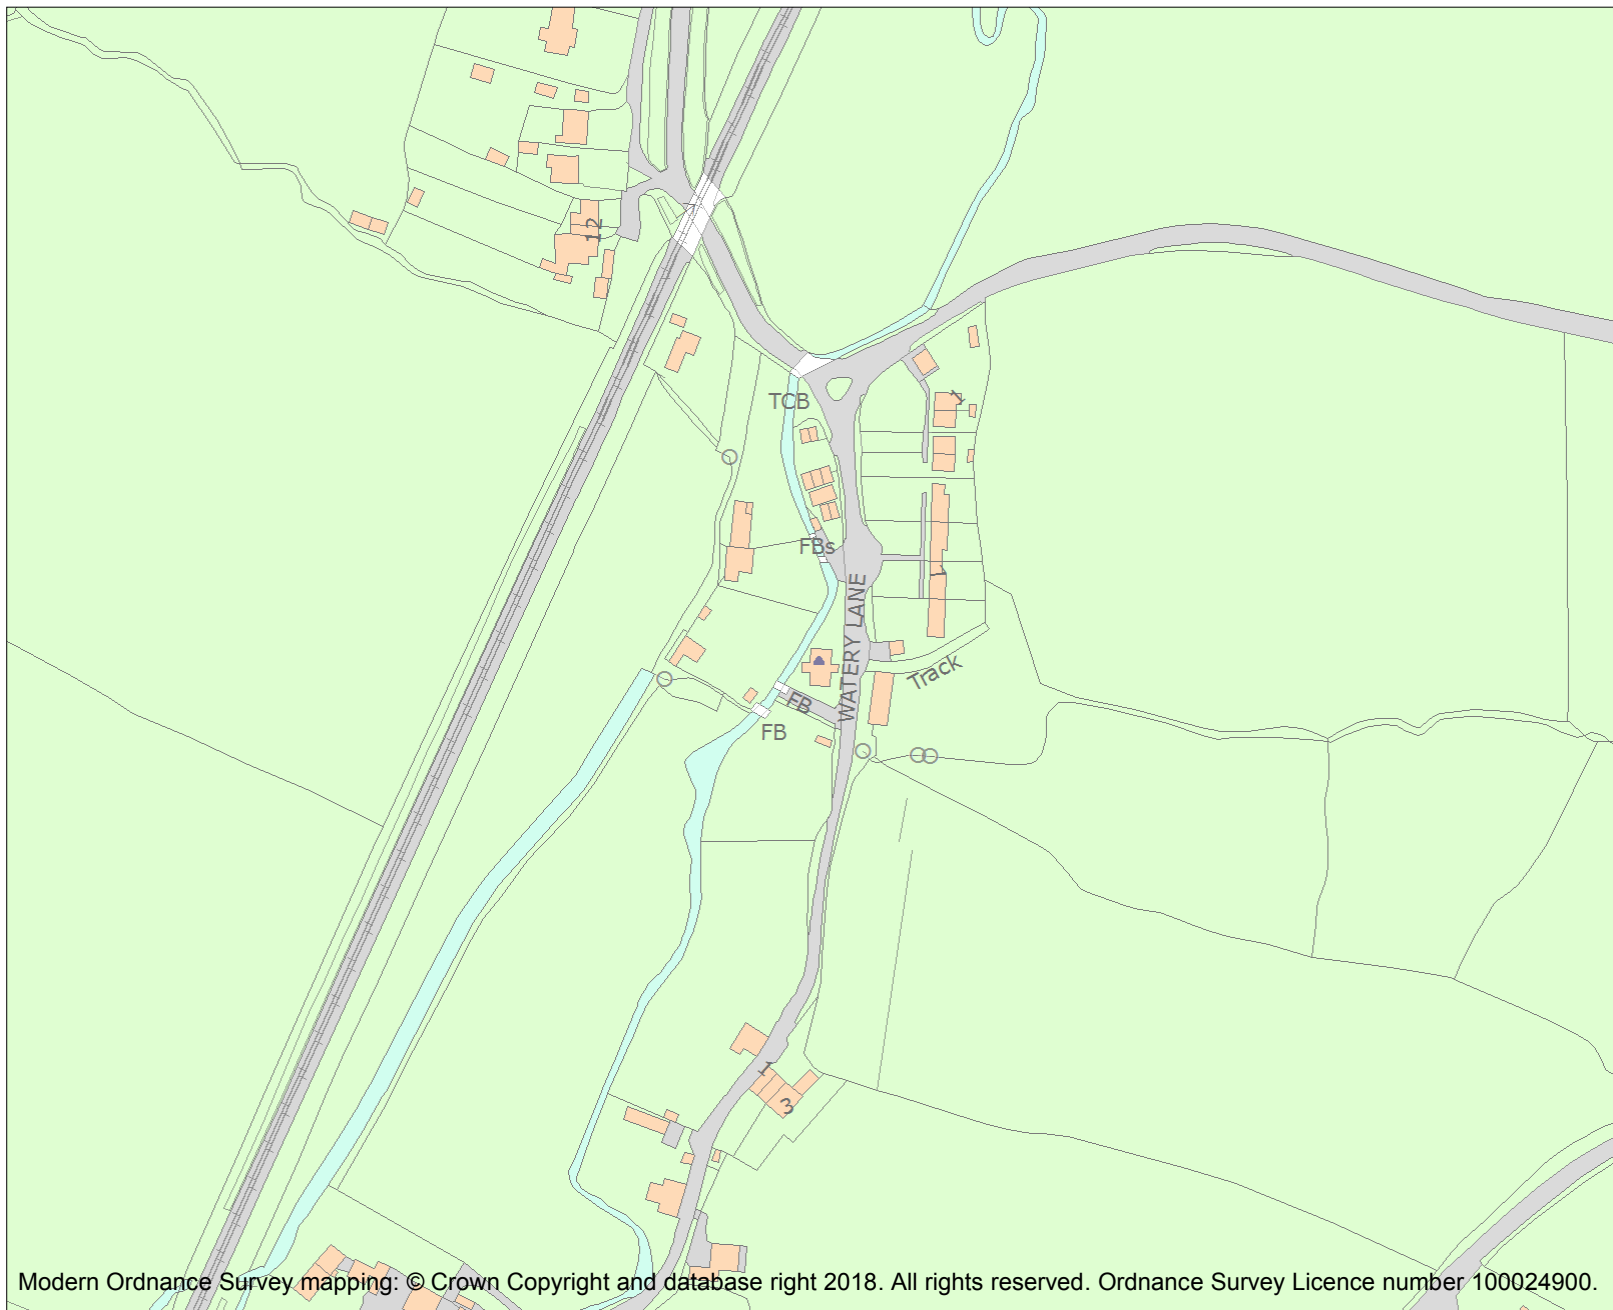 12
TCB
1
FBs
1
WATERY LANE
Track
FB
FB
1
3
Modern Ordnance Survey mapping: © Crown Copyright and database right 2018. All rights reserved. Ordnance Survey Licence number 100024900.